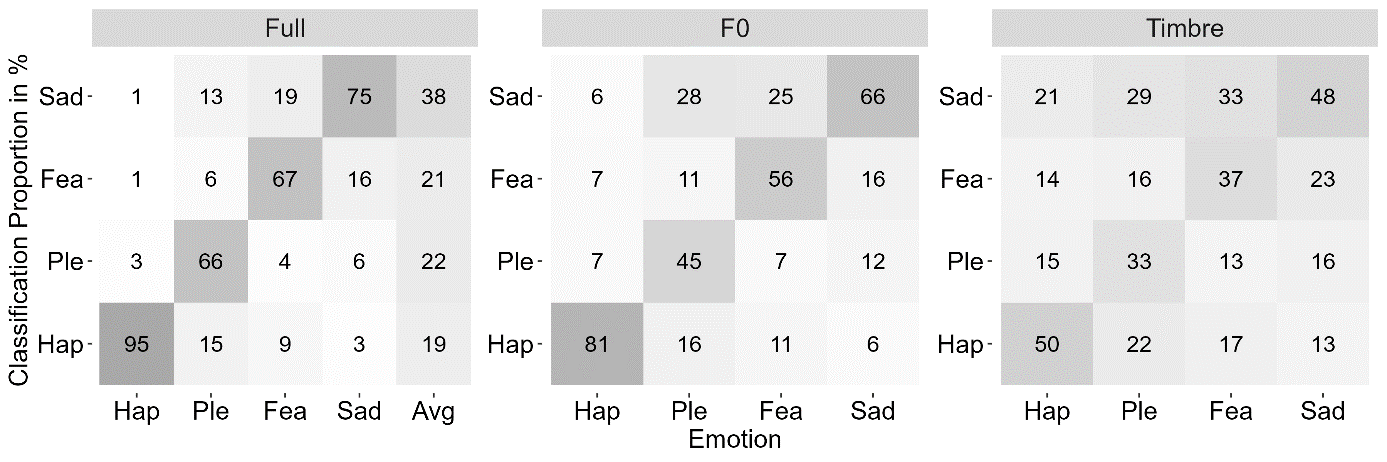 Full F0 Timbre
Classification Proportion in %
Sad 1 13 19 75 38 Sad 6 28 25 66 Sad 21 29 33 48
Fea 1 6 67 16 21 Fea 7 11 56 16 Fea 14 16 37 23
Ple 3 66 4 6 22 Ple 7 45 7 12 Ple 15 33 13 16
Hap 95 15 9 3 19 Hap 81 16 11 6 Hap 50 22 17 13
Hap Ple Fea Sad Avg Hap Ple Fea Sad Hap Ple Fea Sad
Emotion